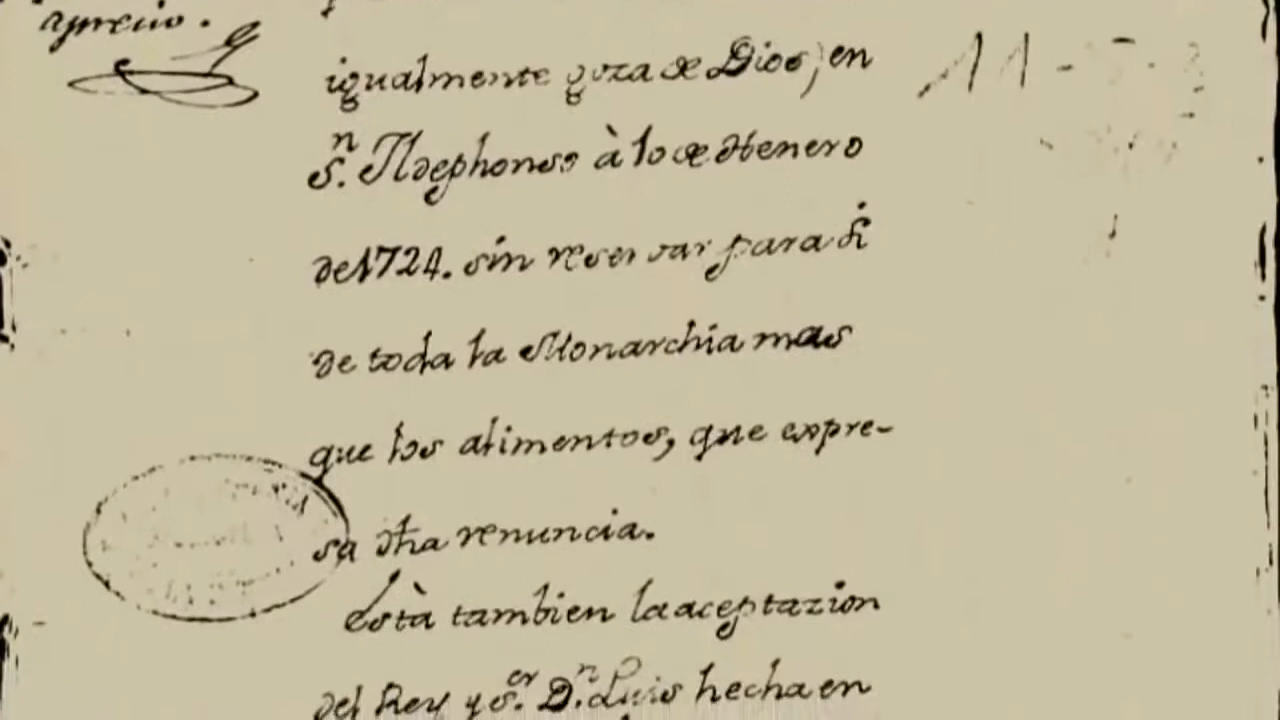 aprecio.
igualmente goza de Dios) en
Sn. Ildephonso à 10 de Henero
de 1724. sin reservar para si
de toda la Monarchia mas
que los alimentos, que expre-
sa dha renuncia.
Està tambien la aceptazion
del Rey y Ser. Dn. Luis hecha en